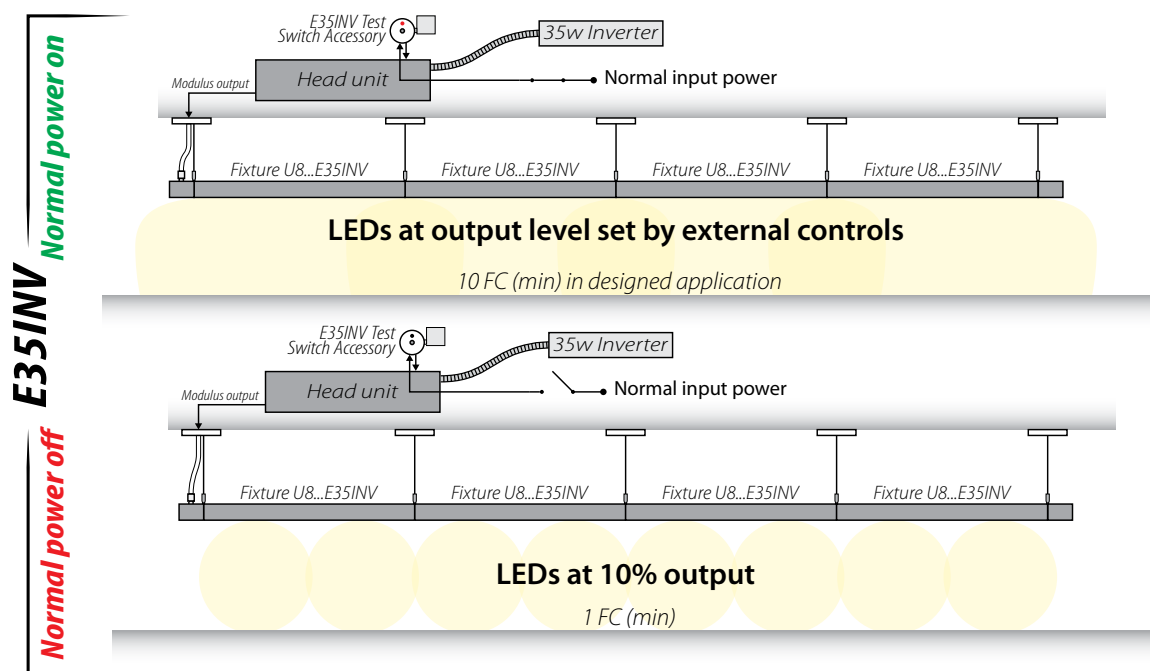 E35INV
Normal power on
E35INV Test
Switch Accessory
35w Inverter
Head unit
Normal input power
Modulus output
Fixture U8...E35INV
Fixture U8...E35INV
Fixture U8...E35INV
Fixture U8...E35INV
LEDs at output level set by external controls
10 FC (min) in designed application
Normal power off
E35INV Test
Switch Accessory
35w Inverter
Head unit
Normal input power
Modulus output
Fixture U8...E35INV
Fixture U8...E35INV
Fixture U8...E35INV
Fixture U8...E35INV
LEDs at 10% output
1 FC (min)